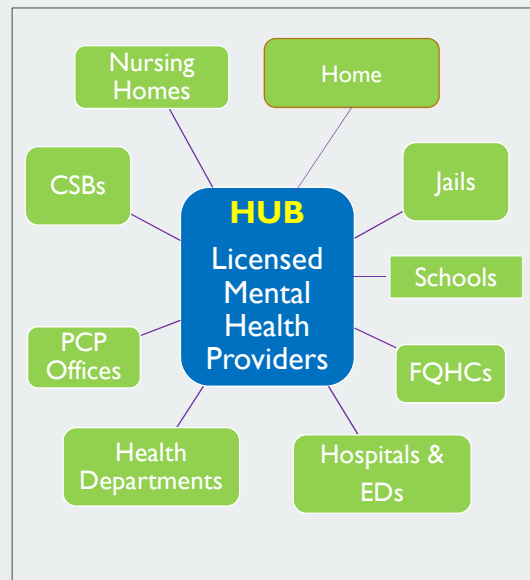 Nursing
Homes
Home
CSBs
Jails
HUB
Licensed
Mental
Health
Providers
Schools
PCP
Offices
FQHCs
Health
Departments
Hospitals &
EDs